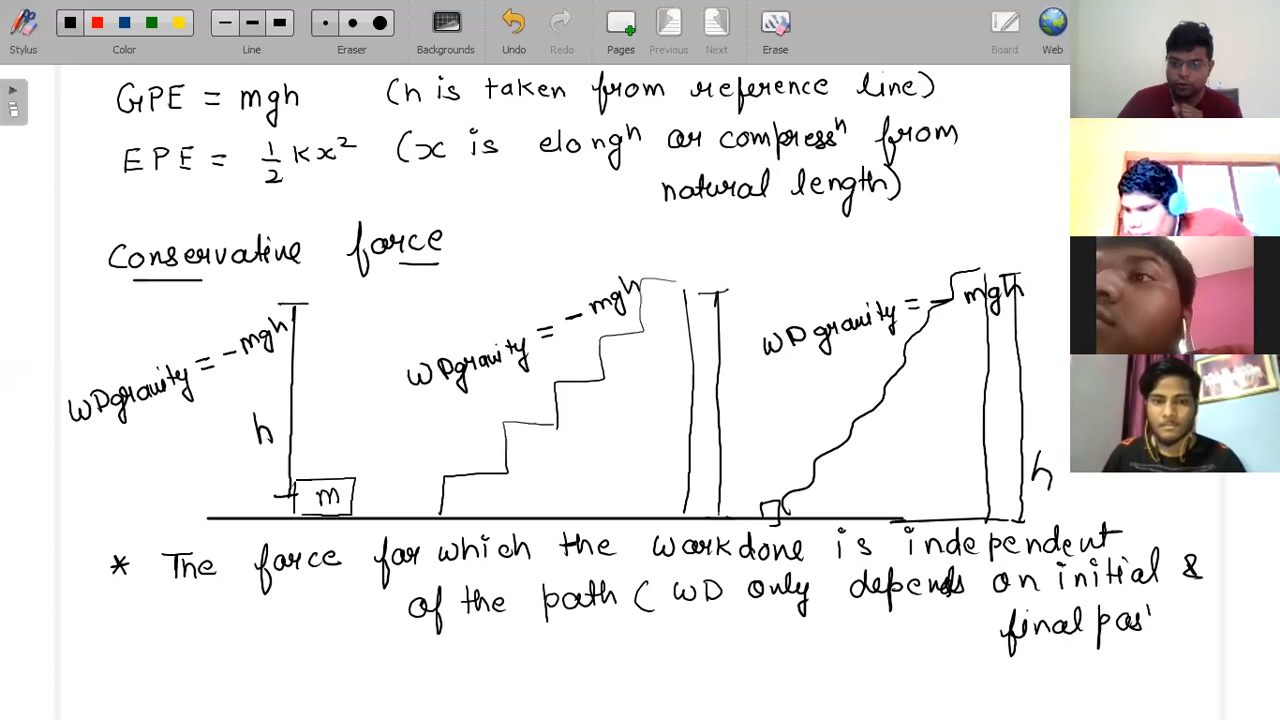 Stylus
Color
Line
Eraser
Backgrounds
Undo
Redo
Pages
Previous
Next
Erase
Board
Web
GPE = mgh (h is taken from reference line)
EPE = 1/2 kx² (x is elongⁿ or compressⁿ from
natural length)
Conservative force
WDgravity = -mgh
h
m
WDgravity = -mgh
WDgravity = -mgh
h
* The force for which the workdone is independent
of the path ( WD only depends on initial &
final pos'